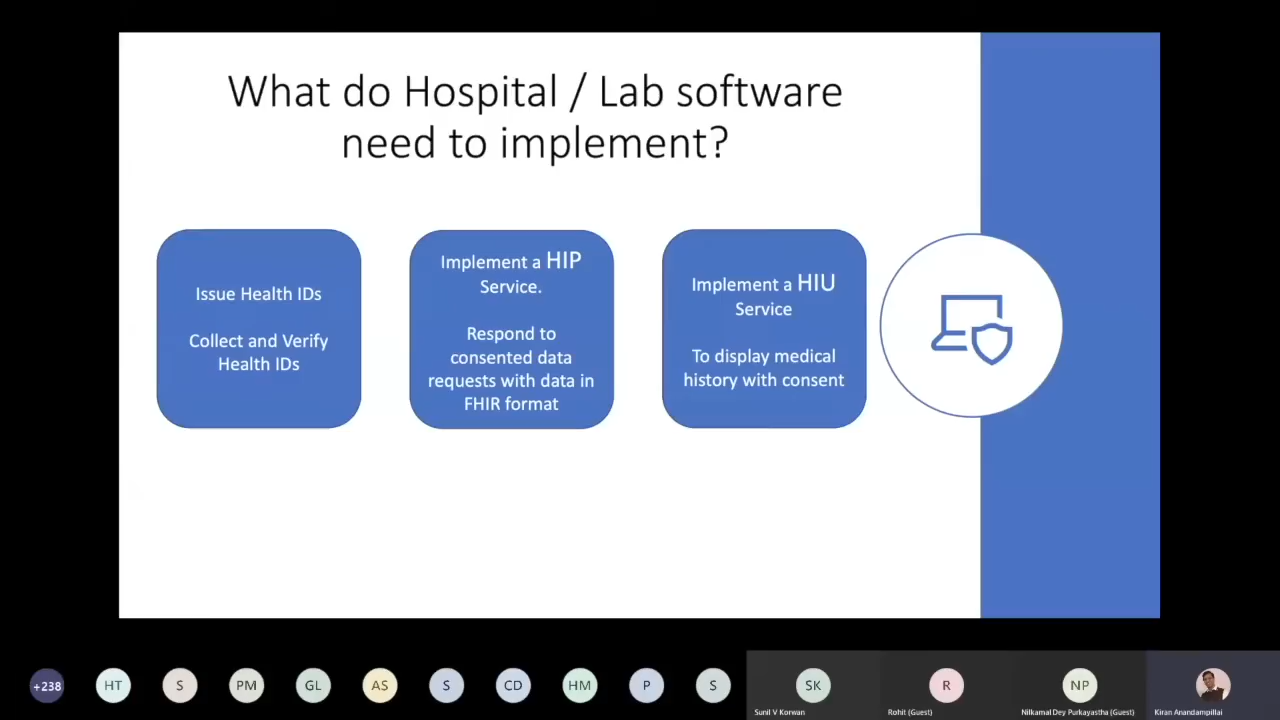 What do Hospital / Lab software
need to implement?
Issue Health IDs
Collect and Verify
Health IDs
Implement a HIP
Service.
Respond to
consented data
requests with data in
FHIR format
Implement a HIU
Service
To display medical
history with consent
+238
HT
S
PM
GL
AS
S
CD
HM
P
S
SK
R
NP
Sunil V Korwan
Rohit (Guest)
Nilkamal Dey Purkayastha (Guest)
Kiran Anandampillai